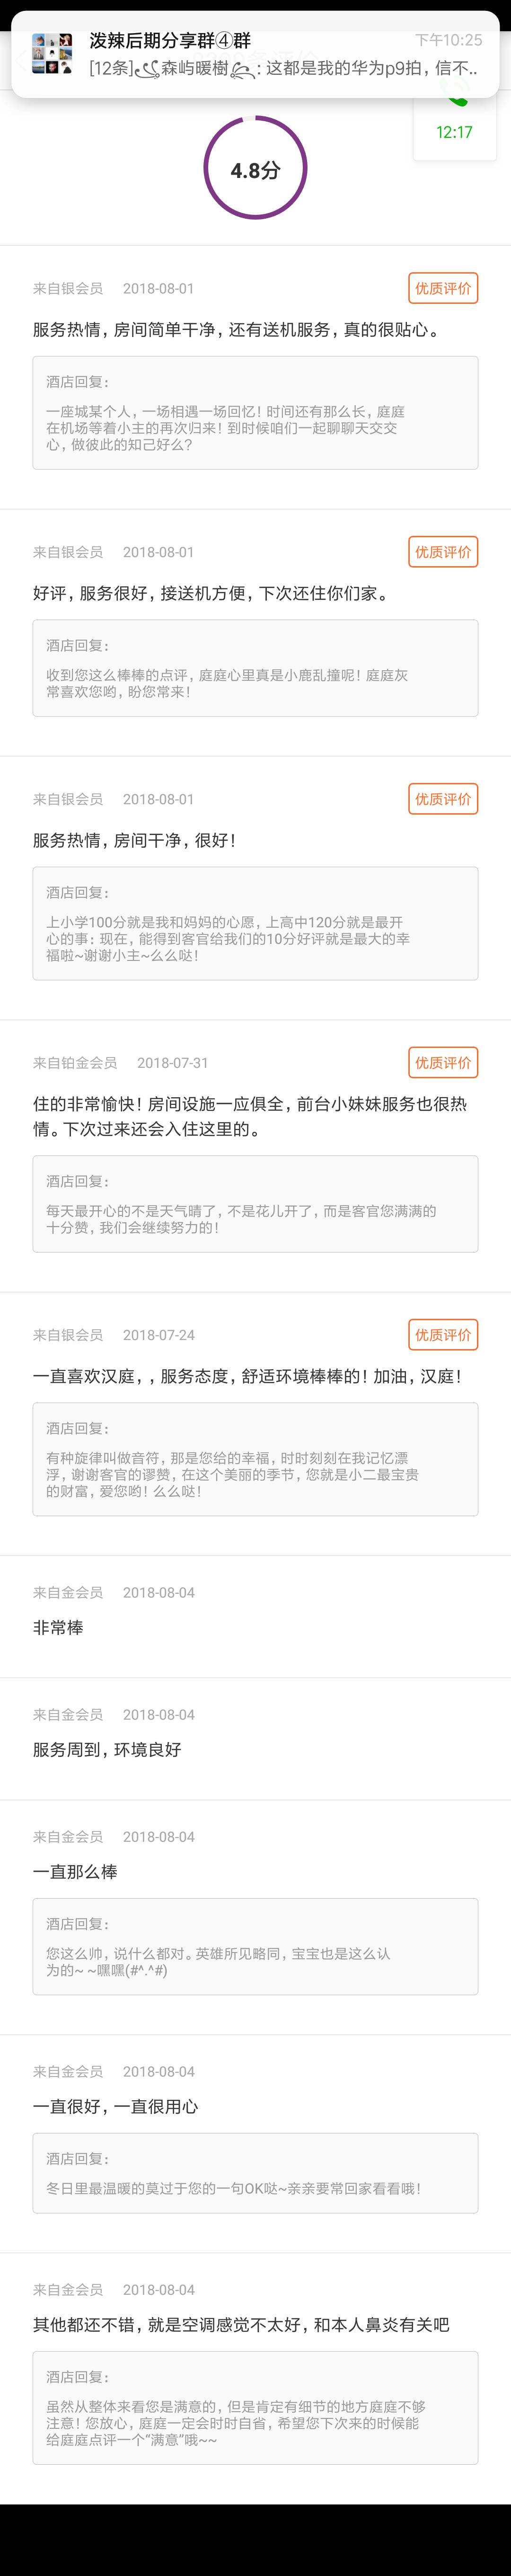 泼辣后期分享群④群
下午10:25
[12条]森屿暖樹: 这都是我的华为p9拍, 信不..
12:17
4.8分
来自银会员 2018-08-01 优质评价
服务热情, 房间简单干净, 还有送机服务, 真的很贴心。
酒店回复:
一座城某个人, 一场相遇一场回忆! 时间还有那么长, 庭庭
在机场等着小主的再次归来! 到时候咱们一起聊聊天交交
心, 做彼此的知己好么?
来自银会员 2018-08-01 优质评价
好评, 服务很好, 接送机方便, 下次还住你们家。
酒店回复:
收到您这么棒棒的点评, 庭庭心里真是小鹿乱撞呢! 庭庭灰
常喜欢您哟, 盼您常来!
来自银会员 2018-08-01 优质评价
服务热情, 房间干净, 很好!
酒店回复:
上小学100分就是我和妈妈的心愿, 上高中120分就是最开
心的事: 现在, 能得到客官给我们的10分好评就是最大的幸
福啦~谢谢小主~么么哒!
来自铂金会员 2018-07-31 优质评价
住的非常愉快! 房间设施一应俱全, 前台小妹妹服务也很热
情。下次过来还会入住这里的。
酒店回复:
每天最开心的不是天气晴了, 不是花儿开了, 而是客官您满满的
十分赞, 我们会继续努力的!
来自银会员 2018-07-24 优质评价
一直喜欢汉庭, , 服务态度, 舒适环境棒棒的! 加油, 汉庭!
酒店回复:
有种旋律叫做音符, 那是您给的幸福, 时时刻刻在我记忆漂
浮, 谢谢客官的谬赞, 在这个美丽的季节, 您就是小二最宝贵
的财富, 爱您哟! 么么哒!
来自金会员 2018-08-04
非常棒
来自金会员 2018-08-04
服务周到, 环境良好
来自金会员 2018-08-04
一直那么棒
酒店回复:
您这么帅, 说什么都对。英雄所见略同, 宝宝也是这么认
为的~ ~嘿嘿(#^.^#)
来自金会员 2018-08-04
一直很好, 一直很用心
酒店回复:
冬日里最温暖的莫过于您的一句OK哒~亲亲要常回家看看哦!
来自金会员 2018-08-04
其他都还不错, 就是空调感觉不太好, 和本人鼻炎有关吧
酒店回复:
虽然从整体来看您是满意的, 但是肯定有细节的地方庭庭不够
注意! 您放心, 庭庭一定会时时自省, 希望您下次来的时候能
给庭庭点评一个“满意”哦~~